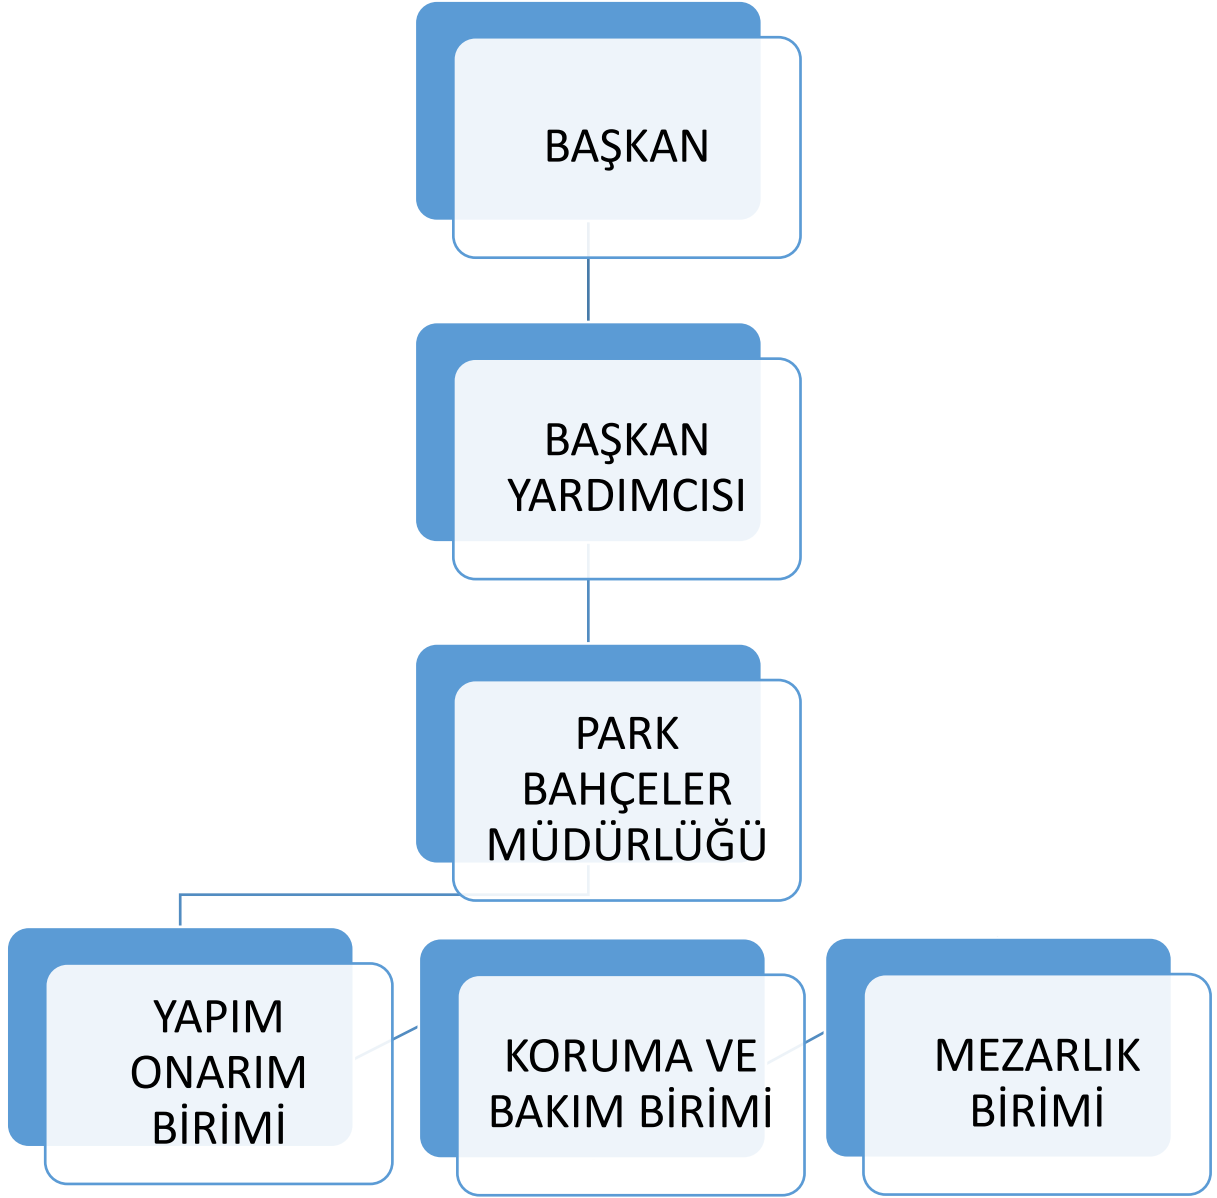 BAŞKAN
BAŞKAN
YARDIMCISI
PARK
BAHÇELER
MÜDÜRLÜĞÜ
YAPIM
ONARIM
BİRİMİ
KORUMA VE
BAKIM BİRİMİ
MEZARLIK
BİRİMİ